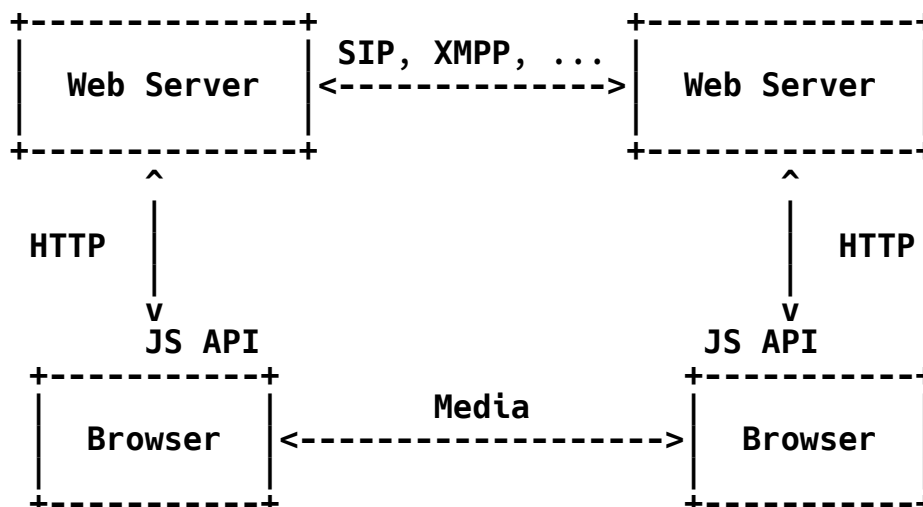 SIP, XMPP, ...
Web Server Web Server
HTTP HTTP
JS API JS API
Media
Browser Browser